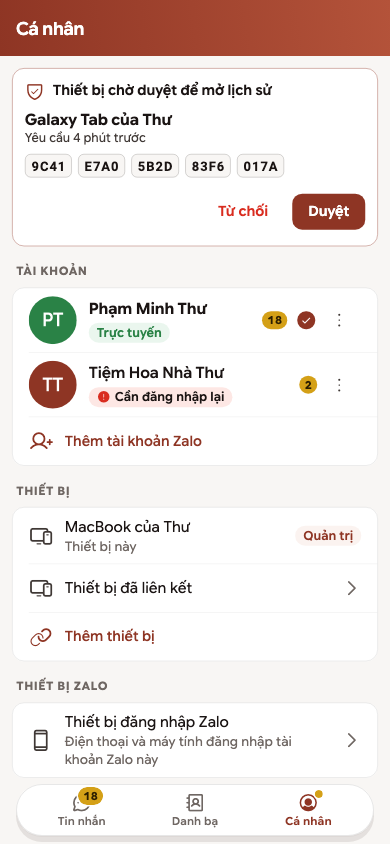 Cá nhân
Thiết bị chờ duyệt để mở lịch sử
Galaxy Tab của Thư
Yêu cầu 4 phút trước
9C41 E7A0 5B2D 83F6 017A
Từ chối Duyệt
TÀI KHOẢN
PT Phạm Minh Thư 18
Trực tuyến
TT Tiệm Hoa Nhà Thư 2
Cần đăng nhập lại
Thêm tài khoản Zalo
THIẾT BỊ
MacBook của Thư
Thiết bị này
Quản trị
Thiết bị đã liên kết
Thêm thiết bị
THIẾT BỊ ZALO
Thiết bị đăng nhập Zalo
Điện thoại và máy tính đăng nhập tài
khoản Zalo này
18
Tin nhắn Danh bạ Cá nhân